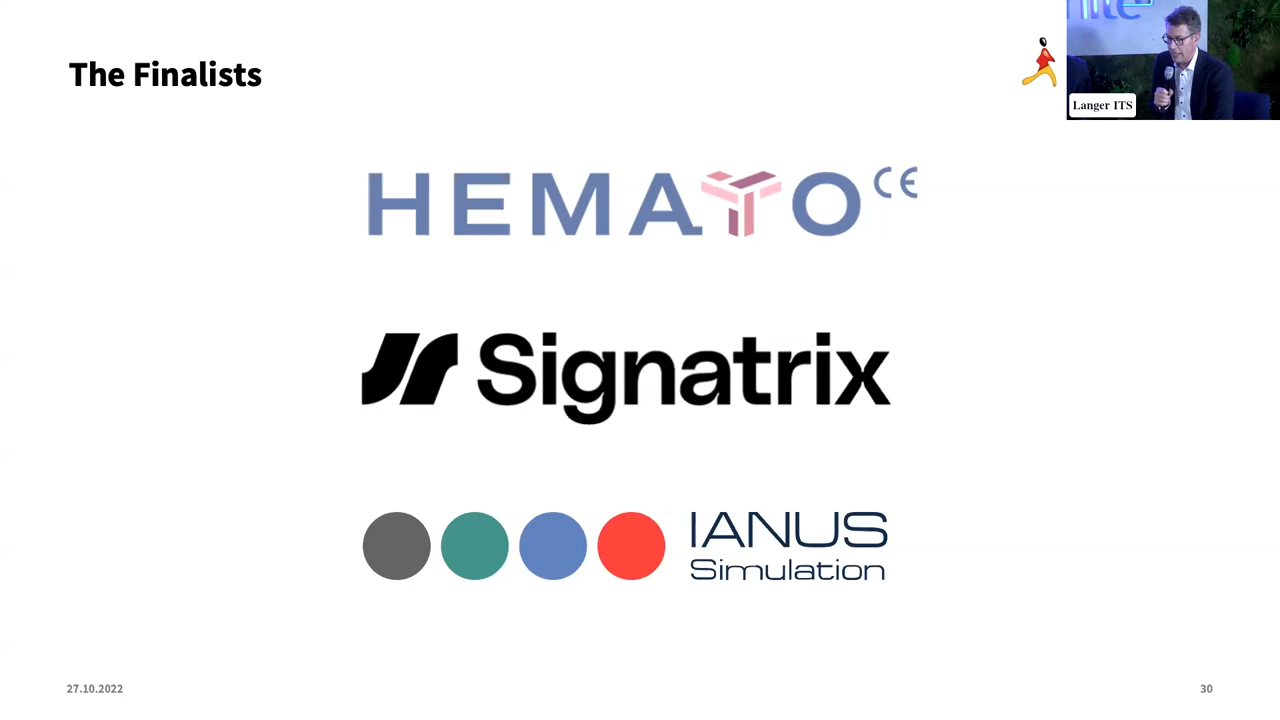 The Finalists
Langer ITS
HEMATO CE
Signatrix
IANUS
Simulation
27.10.2022
30